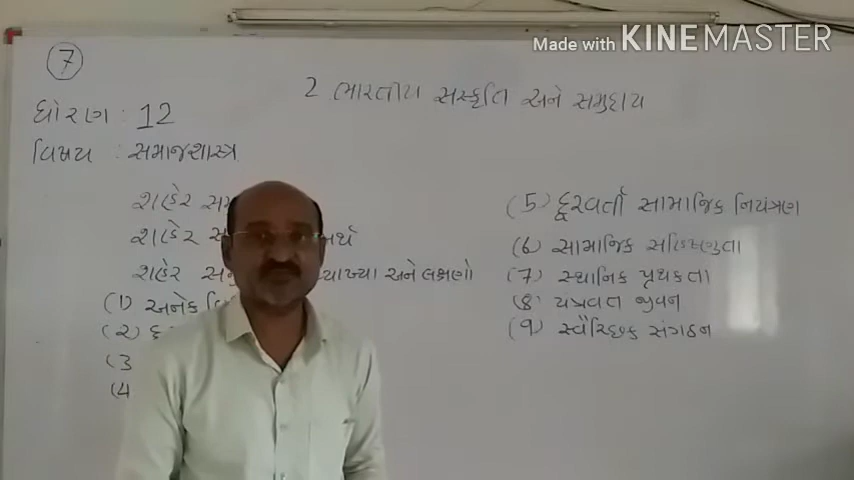 Made with KINEMASTER
7
2 ભારતીય સંસ્કૃતિ અને સમુદાય
ધોરણ : 12
વિષય : સમાજશાસ્ત્ર
શહેર
શહેર
શહેર વ્યાખ્યા અને લક્ષણો
(1) અનેક
(2)
(3
(4
(5) દૂરવર્તી સામાજિક નિયંત્રણ
(6) સામાજિક સહિષ્ણુતા
(7) સ્થાનિક પૃથકતા
(8) યંત્રવત જીવન
(9) સ્વૈચ્છિક સંગઠન